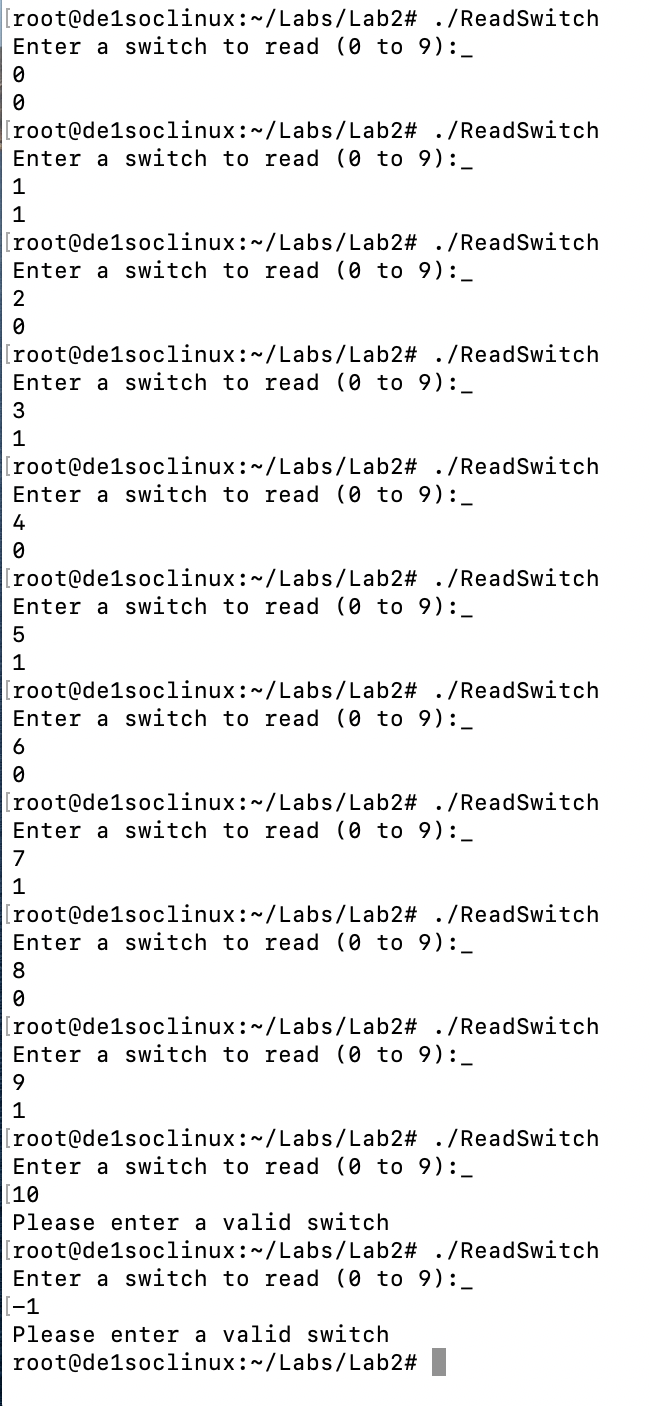 [root@de1soclinux:~/Labs/Lab2# ./ReadSwitch
Enter a switch to read (0 to 9):_
0
0
[root@de1soclinux:~/Labs/Lab2# ./ReadSwitch
Enter a switch to read (0 to 9):_
1
1
[root@de1soclinux:~/Labs/Lab2# ./ReadSwitch
Enter a switch to read (0 to 9):_
2
0
[root@de1soclinux:~/Labs/Lab2# ./ReadSwitch
Enter a switch to read (0 to 9):_
3
1
[root@de1soclinux:~/Labs/Lab2# ./ReadSwitch
Enter a switch to read (0 to 9):_
4
0
[root@de1soclinux:~/Labs/Lab2# ./ReadSwitch
Enter a switch to read (0 to 9):_
5
1
[root@de1soclinux:~/Labs/Lab2# ./ReadSwitch
Enter a switch to read (0 to 9):_
6
0
[root@de1soclinux:~/Labs/Lab2# ./ReadSwitch
Enter a switch to read (0 to 9):_
7
1
[root@de1soclinux:~/Labs/Lab2# ./ReadSwitch
Enter a switch to read (0 to 9):_
8
0
[root@de1soclinux:~/Labs/Lab2# ./ReadSwitch
Enter a switch to read (0 to 9):_
9
1
[root@de1soclinux:~/Labs/Lab2# ./ReadSwitch
Enter a switch to read (0 to 9):_
[10
Please enter a valid switch
[root@de1soclinux:~/Labs/Lab2# ./ReadSwitch
Enter a switch to read (0 to 9):_
[-1
Please enter a valid switch
root@de1soclinux:~/Labs/Lab2#